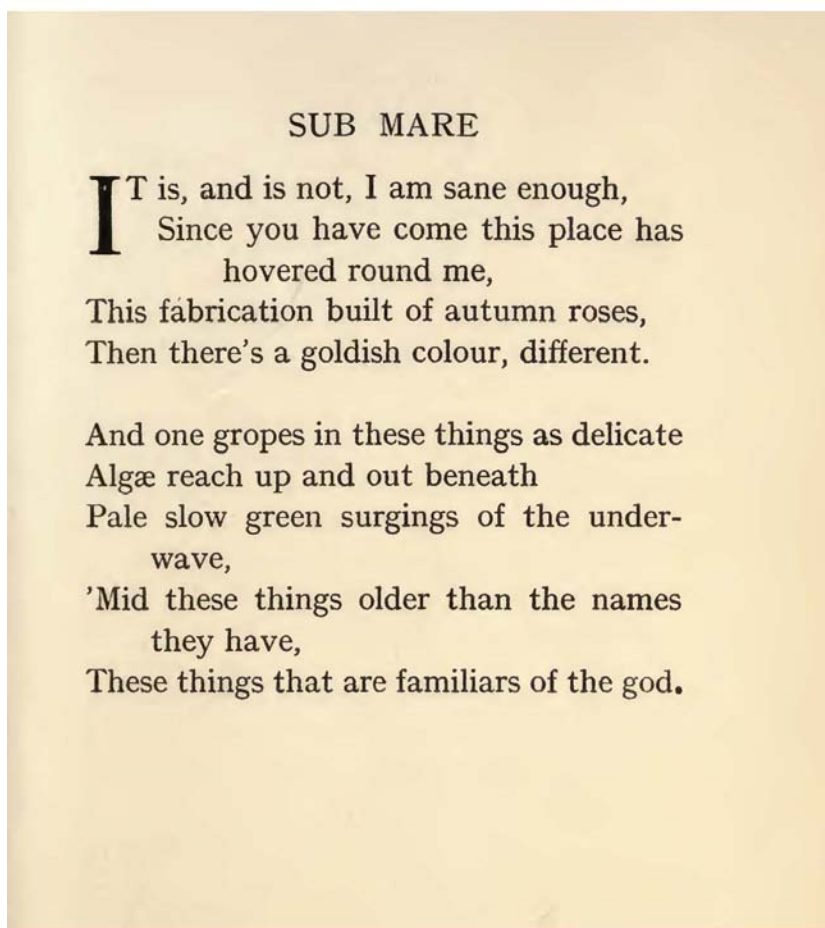 SUB MARE
IT is, and is not, I am sane enough,
Since you have come this place has
hovered round me,
This fabrication built of autumn roses,
Then there's a goldish colour, different.
And one gropes in these things as delicate
Algæ reach up and out beneath
Pale slow green surgings of the under-
wave,
'Mid these things older than the names
they have,
These things that are familiars of the god.